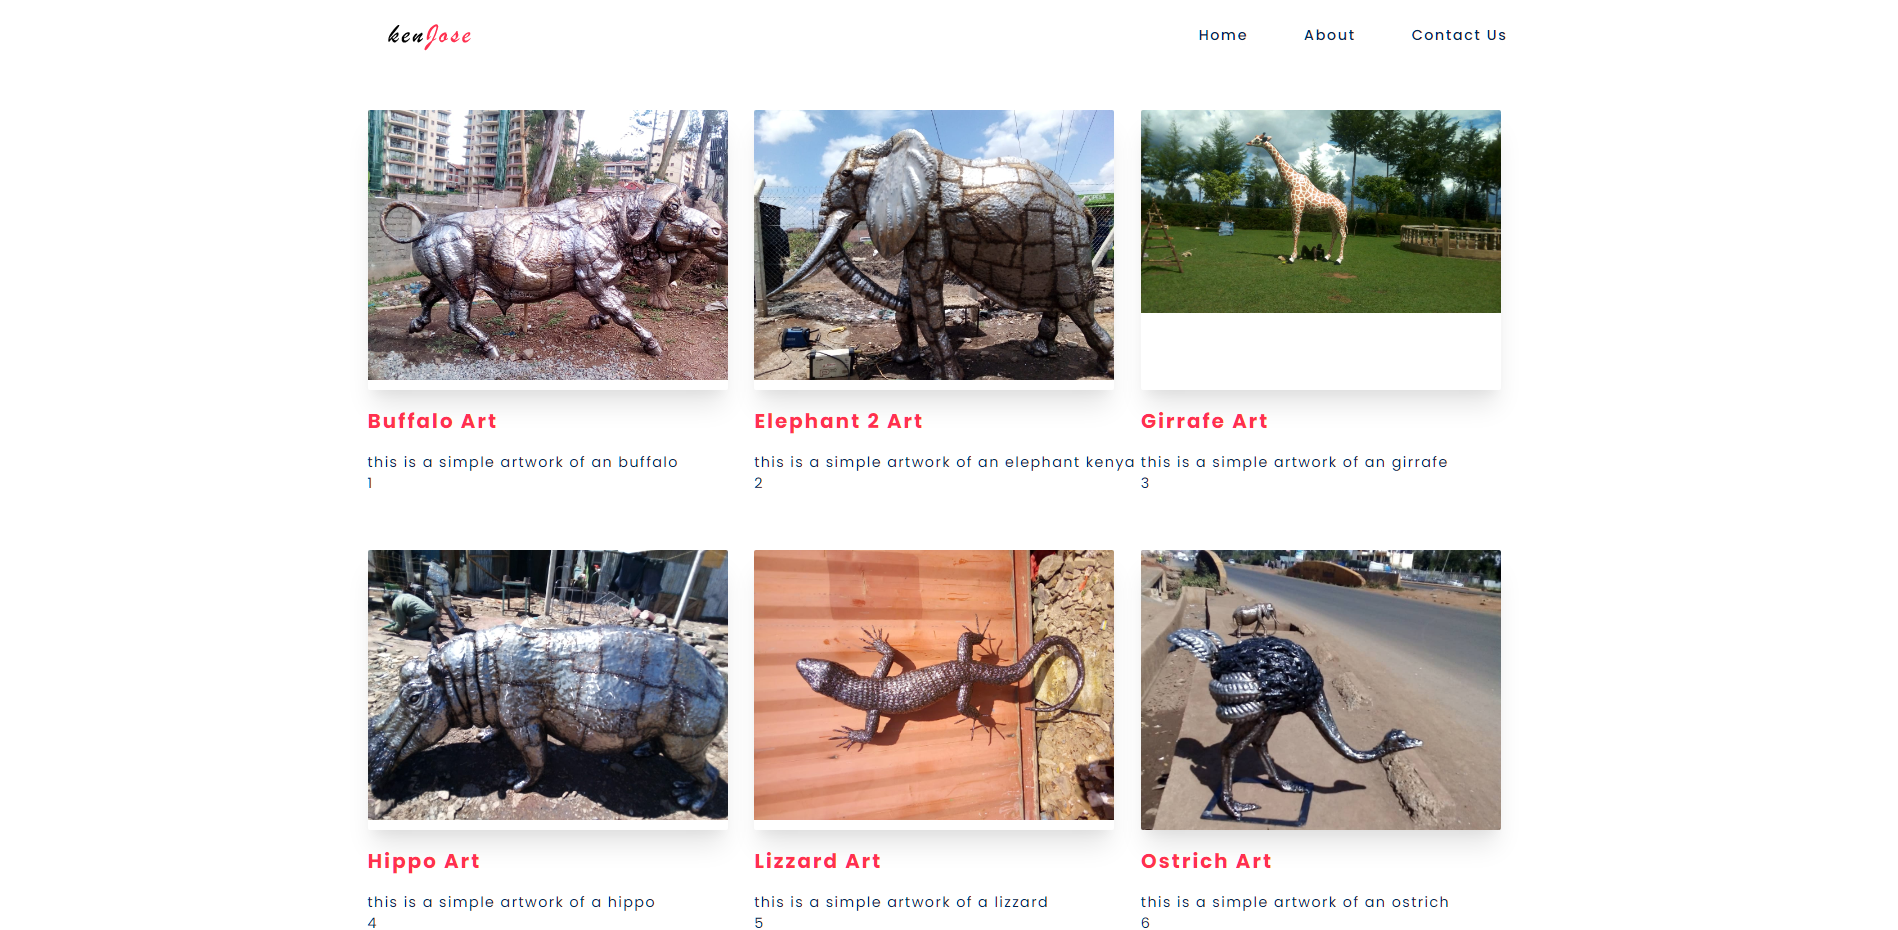 kenJose
Home About Contact Us
Buffalo Art
this is a simple artwork of an buffalo
1
Elephant 2 Art
this is a simple artwork of an elephant kenya
2
Girrafe Art
this is a simple artwork of an girrafe
3
Hippo Art
this is a simple artwork of a hippo
4
Lizzard Art
this is a simple artwork of a lizzard
5
Ostrich Art
this is a simple artwork of an ostrich
6